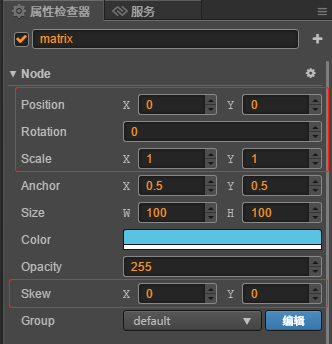 属性检查器 服务
matrix
Node
Position X 0 Y 0
Rotation 0
Scale X 1 Y 1
Anchor X 0.5 Y 0.5
Size W 100 H 100
Color
Opacity 255
Skew X 0 Y 0
Group default 编辑